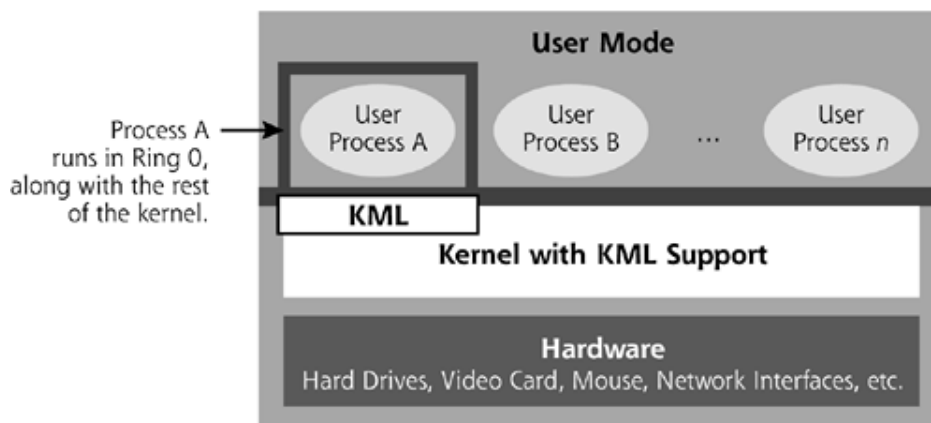 User Mode
Process A
runs in Ring 0,
along with the rest
of the kernel.
User
Process A
User
Process B
...
User
Process n
KML
Kernel with KML Support
Hardware
Hard Drives, Video Card, Mouse, Network Interfaces, etc.